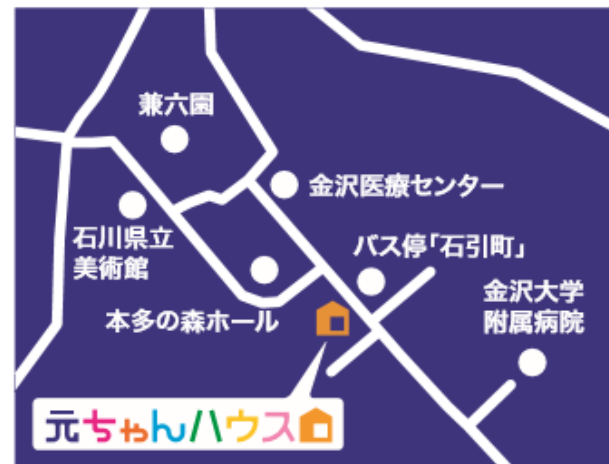 兼六園
金沢医療センター
石川県立
美術館
バス停「石引町」
金沢大学
附属病院
本多の森ホール
元ちゃんハウス